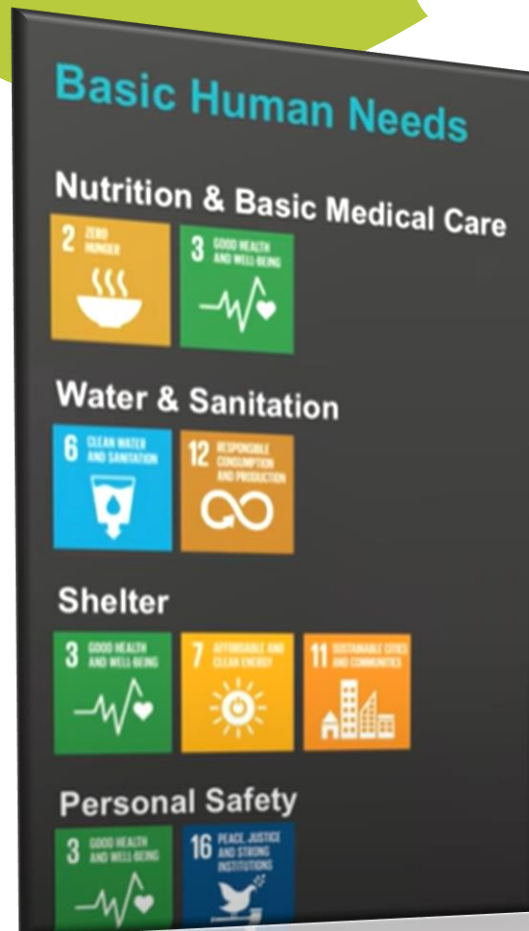 Basic Human Needs
Nutrition & Basic Medical Care
2 ZERO
HUNGER
3 GOOD HEALTH
AND WELL-BEING
Water & Sanitation
6 CLEAN WATER
AND SANITATION
12 RESPONSIBLE
CONSUMPTION
AND PRODUCTION
Shelter
3 GOOD HEALTH
AND WELL-BEING
7 AFFORDABLE AND
CLEAN ENERGY
11 SUSTAINABLE CITIES
AND COMMUNITIES
Personal Safety
3 GOOD HEALTH
AND WELL-BEING
16 PEACE, JUSTICE
AND STRONG
INSTITUTIONS